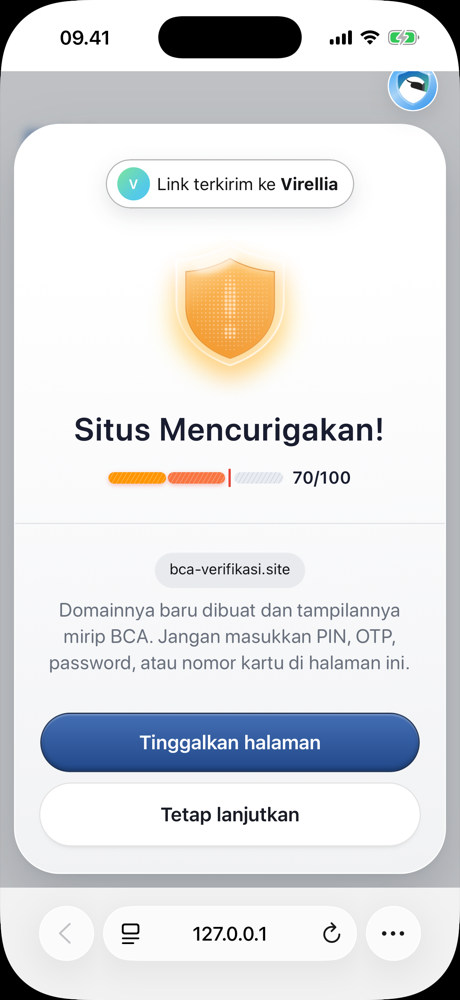 09.41
V Link terkirim ke Virellia
Situs Mencurigakan!
70/100
bca-verifikasi.site
Domainnya baru dibuat dan tampilannya
mirip BCA. Jangan masukkan PIN, OTP,
password, atau nomor kartu di halaman ini.
Tinggalkan halaman
Tetap lanjutkan
127.0.0.1